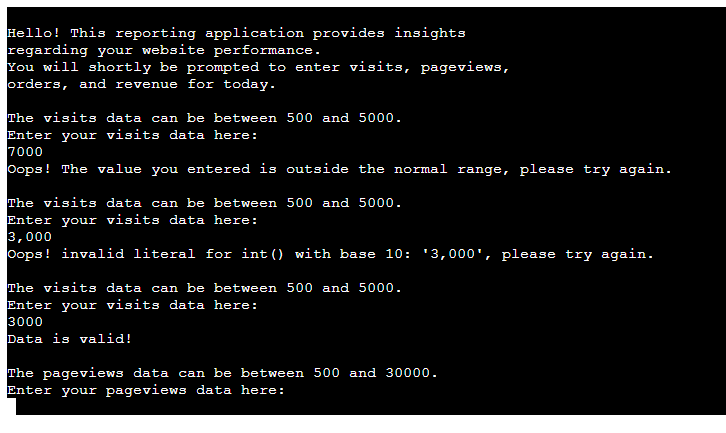 Hello! This reporting application provides insights
regarding your website performance.
You will shortly be prompted to enter visits, pageviews,
orders, and revenue for today.
The visits data can be between 500 and 5000.
Enter your visits data here:
7000
Oops! The value you entered is outside the normal range, please try again.
The visits data can be between 500 and 5000.
Enter your visits data here:
3,000
Oops! invalid literal for int() with base 10: '3,000', please try again.
The visits data can be between 500 and 5000.
Enter your visits data here:
3000
Data is valid!
The pageviews data can be between 500 and 30000.
Enter your pageviews data here: